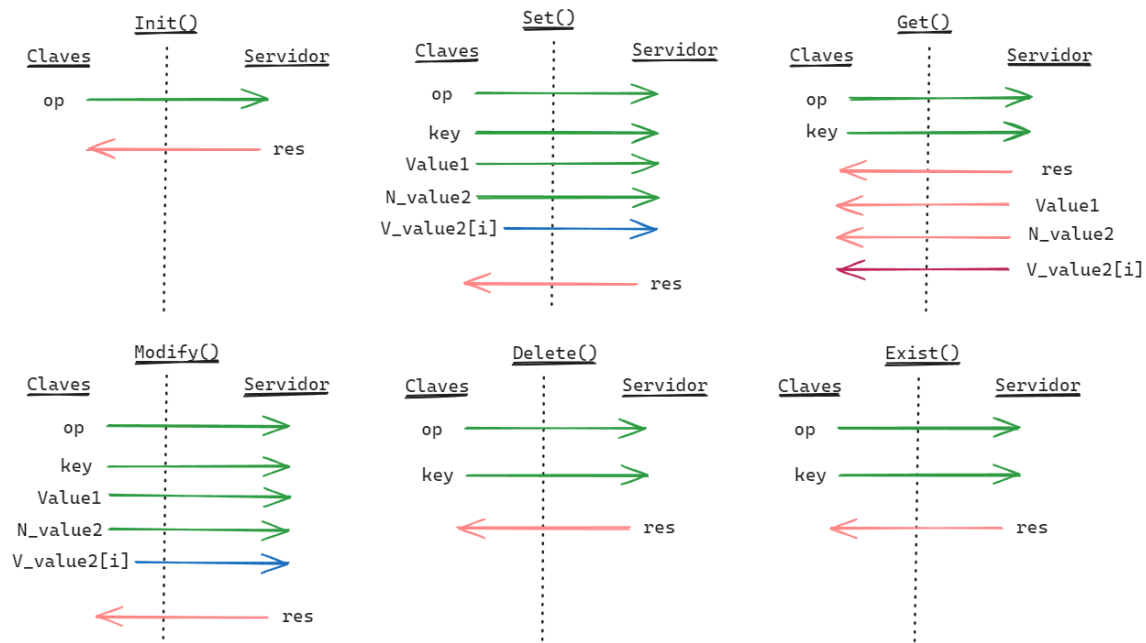 Init()
Claves Servidor
op
res
Set()
Claves Servidor
op
key
Value1
N_value2
V_value2[i]
res
Get()
Claves Servidor
op
key
res
Value1
N_value2
V_value2[i]
Modify()
Claves Servidor
op
key
Value1
N_value2
V_value2[i]
res
Delete()
Claves Servidor
op
key
res
Exist()
Claves Servidor
op
key
res